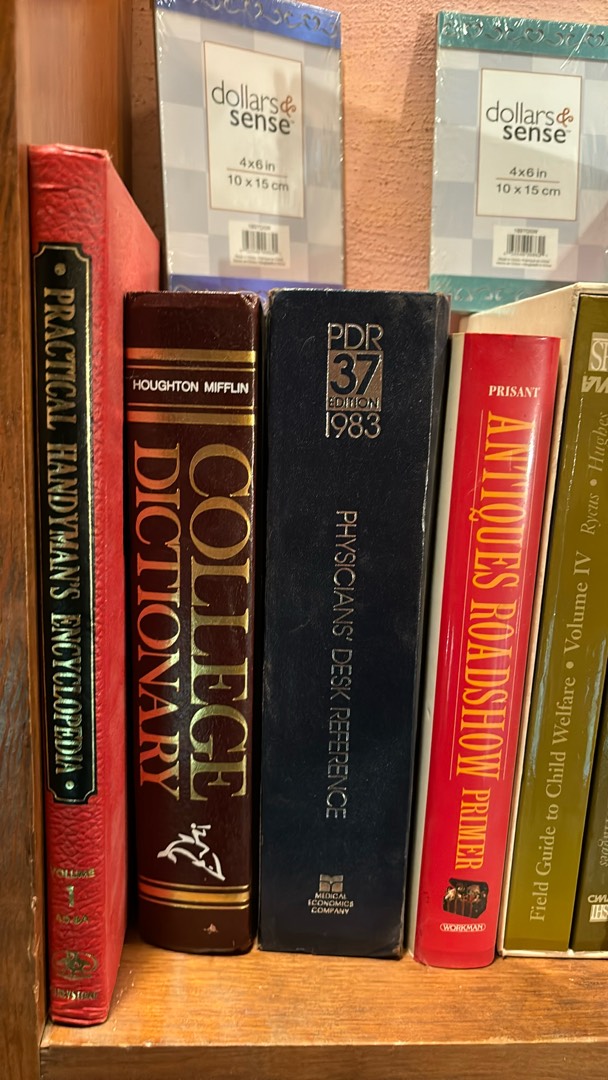 dollars&
sense
4x6 in
10 x 15 cm
dollars&
sense
4x6 in
10 x 15 cm
PRACTICAL HANDYMAN'S ENCYCLOPEDIA
VOLUME
1
HOUGHTON MIFFLIN
COLLEGE
DICTIONARY
PDR
37
EDITION
1983
PHYSICIANS' DESK REFERENCE
MEDICAL
ECONOMICS
COMPANY
PRISANT
ANTIQUES ROADSHOW PRIMER
WORKMAN
Rycus • Hughes
Field Guide to Child Welfare • Volume IV